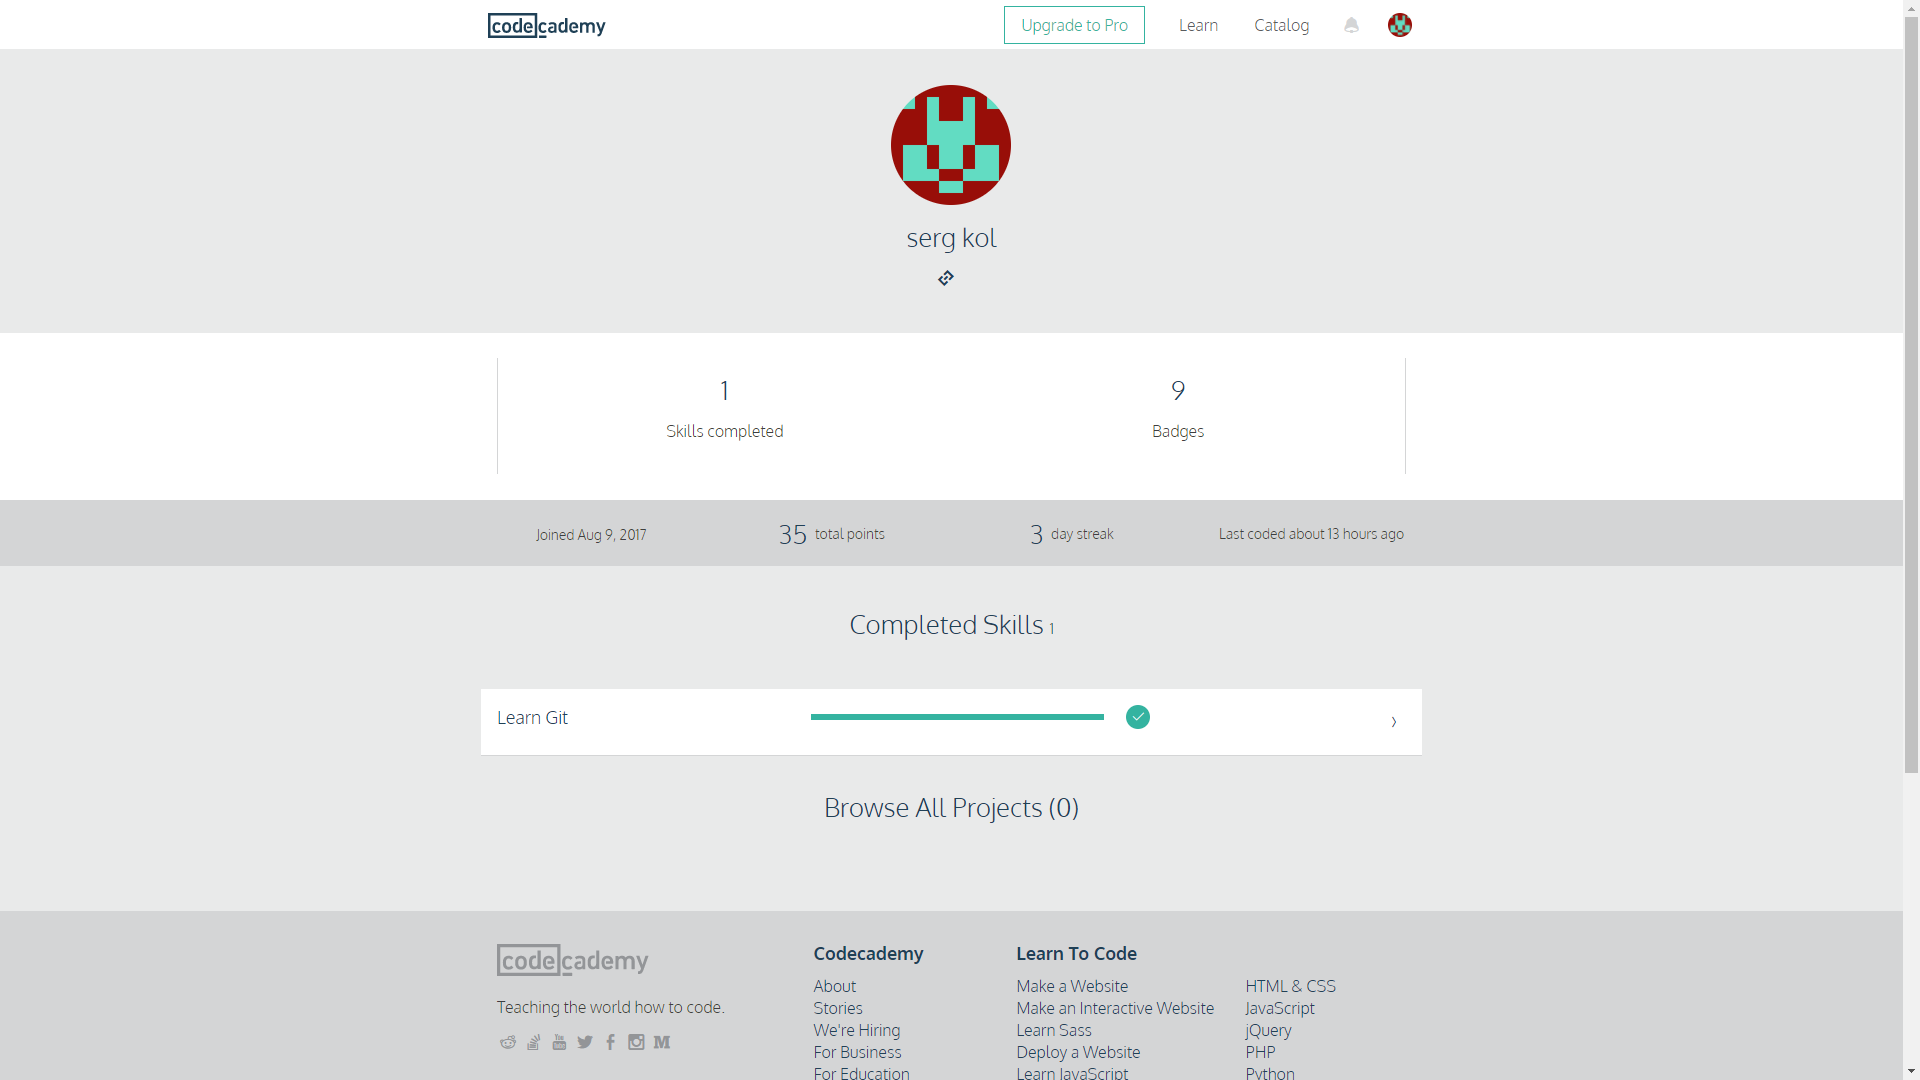 codecademy
Upgrade to Pro
Learn
Catalog
serg kol
1
Skills completed
9
Badges
Joined Aug 9, 2017
35 total points
3 day streak
Last coded about 13 hours ago
Completed Skills 1
Learn Git
Browse All Projects (0)
codecademy
Teaching the world how to code.
Codecademy
About
Stories
We're Hiring
For Business
For Education
Learn To Code
Make a Website
Make an Interactive Website
Learn Sass
Deploy a Website
Learn JavaScript
HTML & CSS
JavaScript
jQuery
PHP
Python